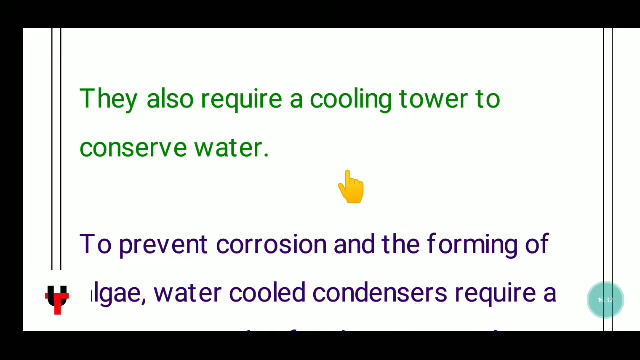 They also require a cooling tower to
conserve water.
To prevent corrosion and the forming of
lgae, water cooled condensers require a